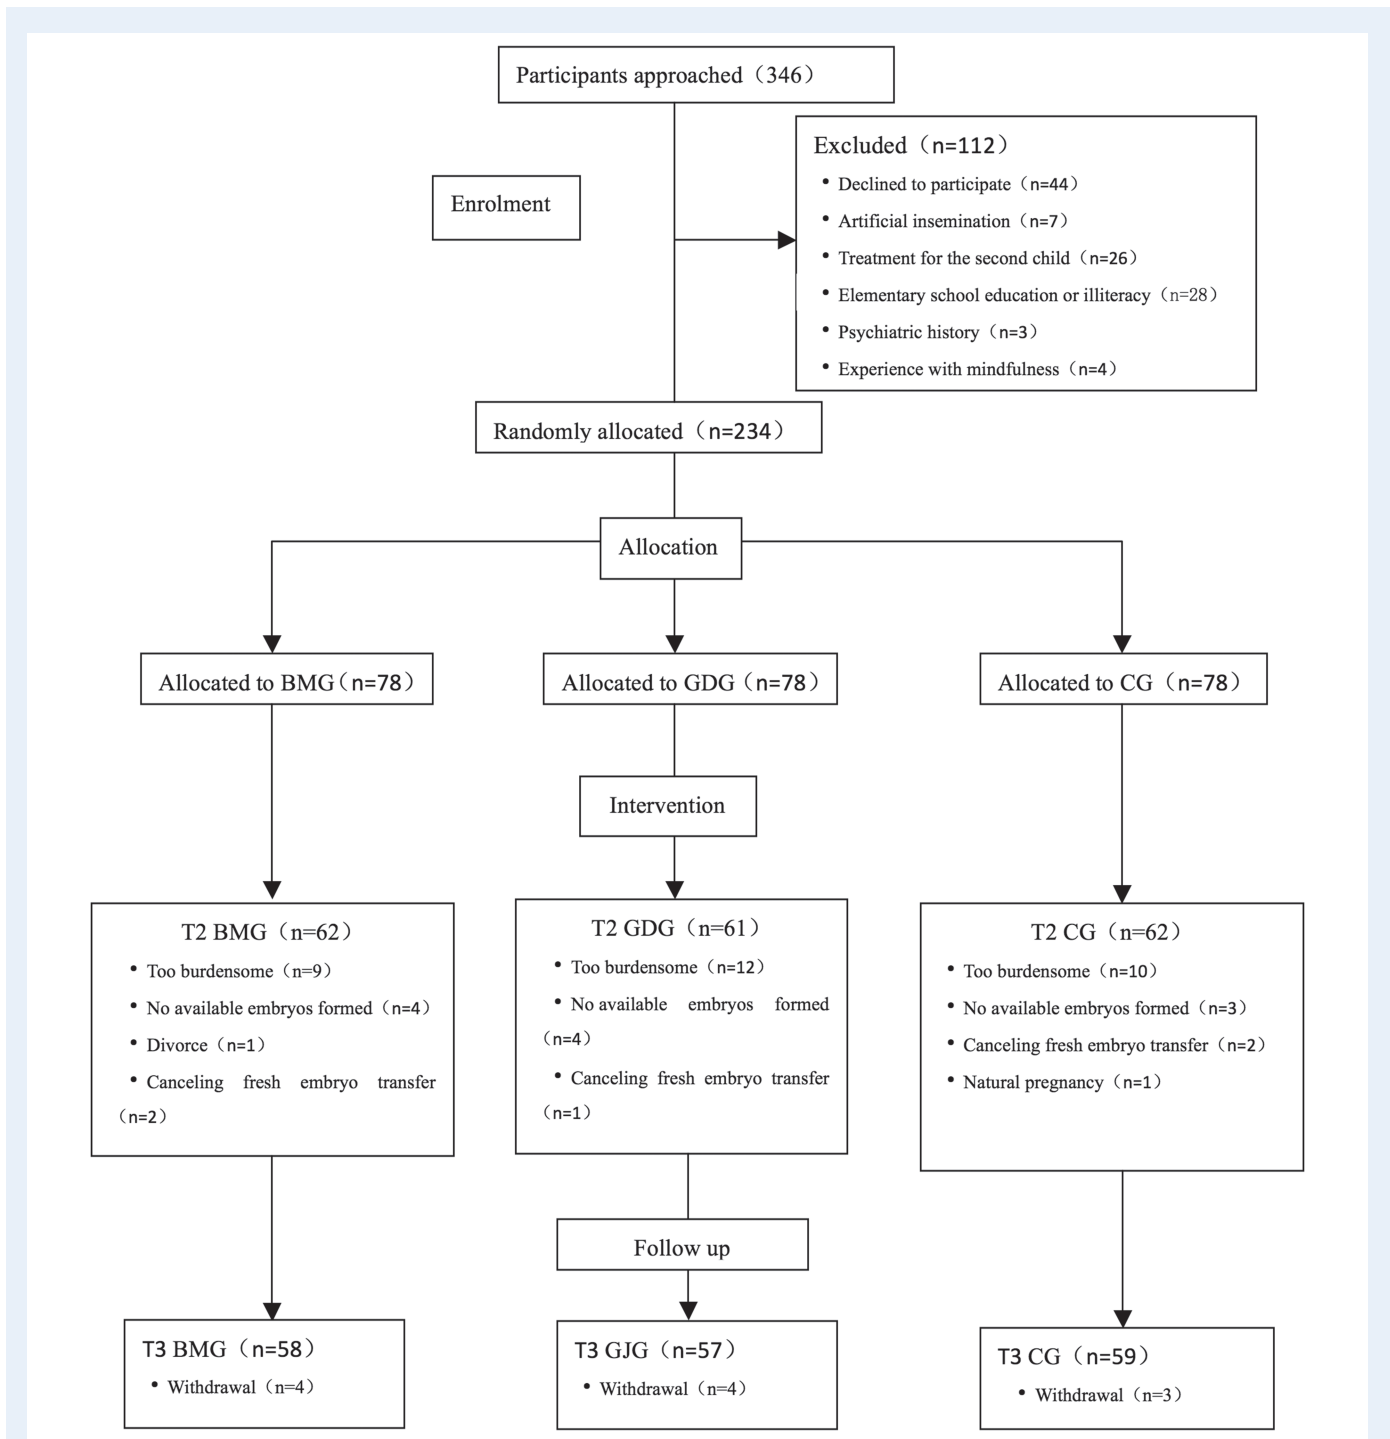 Participants approached（346）
Excluded（n=112）
• Declined to participate（n=44）
• Artificial insemination（n=7）
• Treatment for the second child（n=26）
• Elementary school education or illiteracy（n=28）
• Psychiatric history（n=3）
• Experience with mindfulness（n=4）
Enrolment
Randomly allocated（n=234）
Allocation
Allocated to BMG（n=78）
Allocated to GDG（n=78）
Allocated to CG（n=78）
Intervention
T2 BMG（n=62）
• Too burdensome（n=9）
• No available embryos formed（n=4）
• Divorce（n=1）
• Canceling fresh embryo transfer
（n=2）
T2 GDG（n=61）
• Too burdensome（n=12）
• No available embryos formed
（n=4）
• Canceling fresh embryo transfer
（n=1）
T2 CG（n=62）
• Too burdensome（n=10）
• No available embryos formed（n=3）
• Canceling fresh embryo transfer（n=2）
• Natural pregnancy（n=1）
Follow up
T3 BMG（n=58）
• Withdrawal（n=4）
T3 GJG（n=57）
• Withdrawal（n=4）
T3 CG（n=59）
• Withdrawal（n=3）